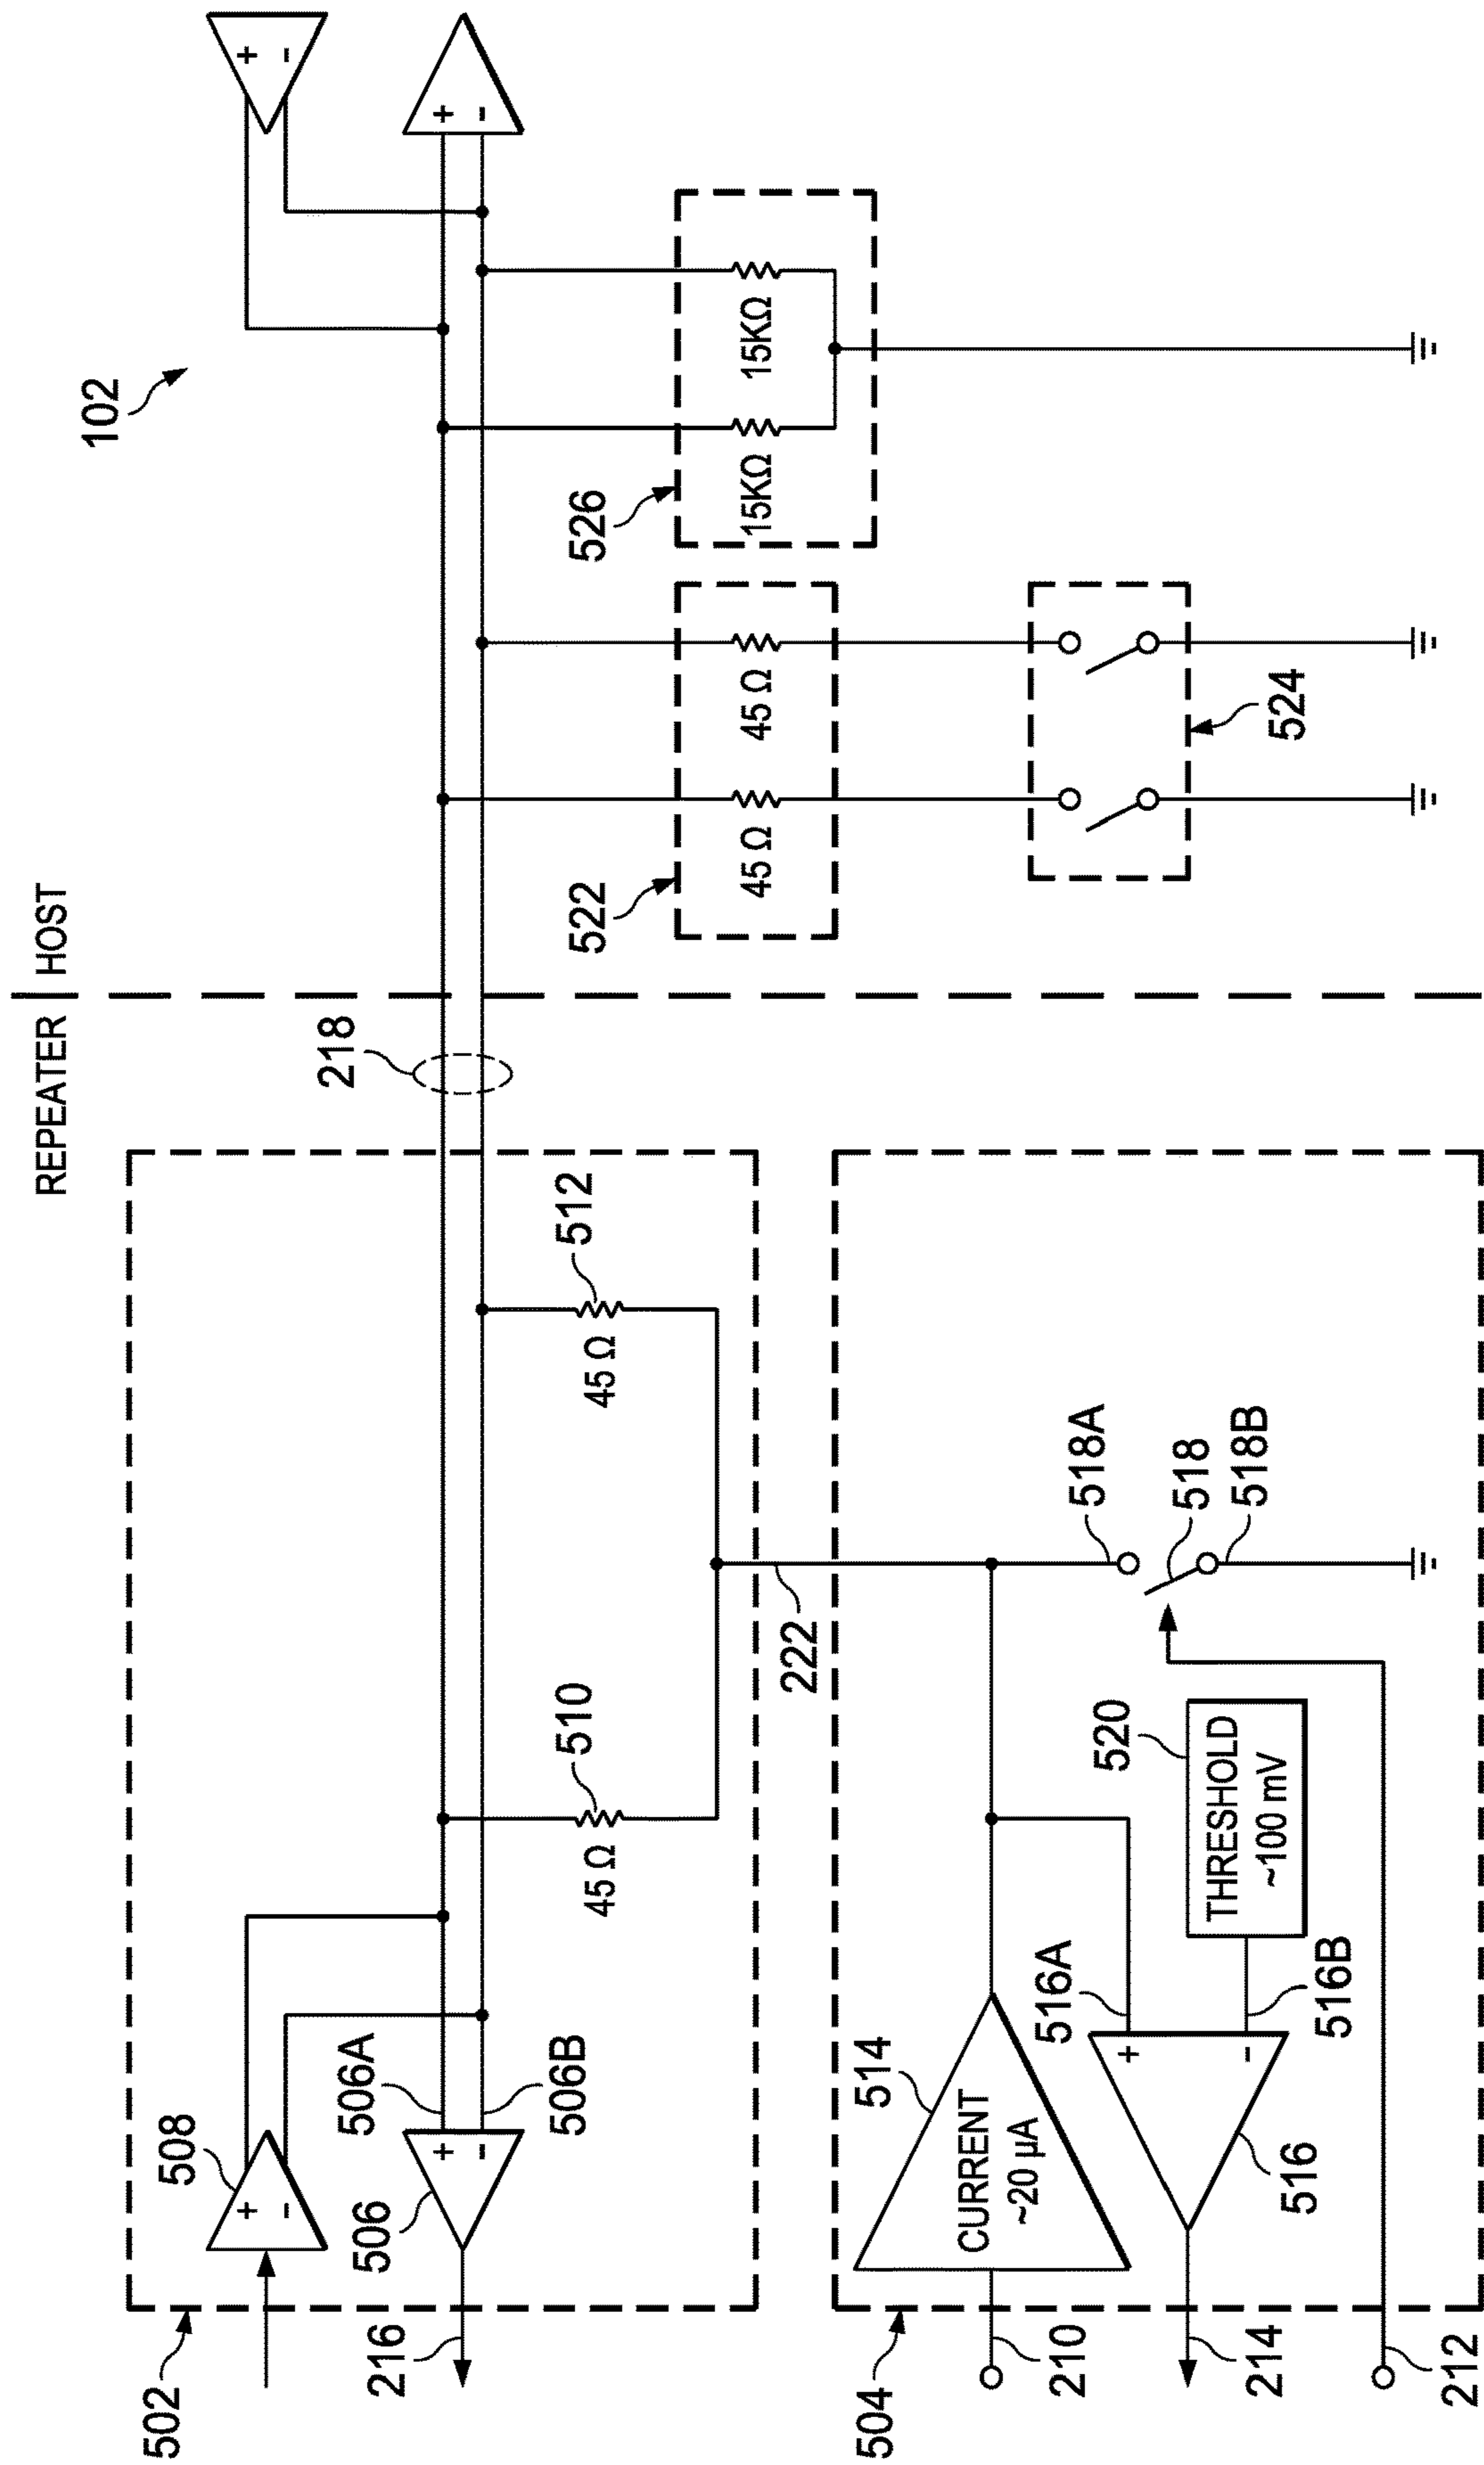 REPEATER
HOST
102
218
502
508
+
-
506A
506
+
-
506B
216
510
45 Ω
512
45 Ω
222
504
514
CURRENT
~20 µA
210
516A
+
-
516B
516
214
520
THRESHOLD
~100 mV
518A
518
518B
212
522
45 Ω
45 Ω
524
526
15KΩ
15KΩ
+
-
+
-